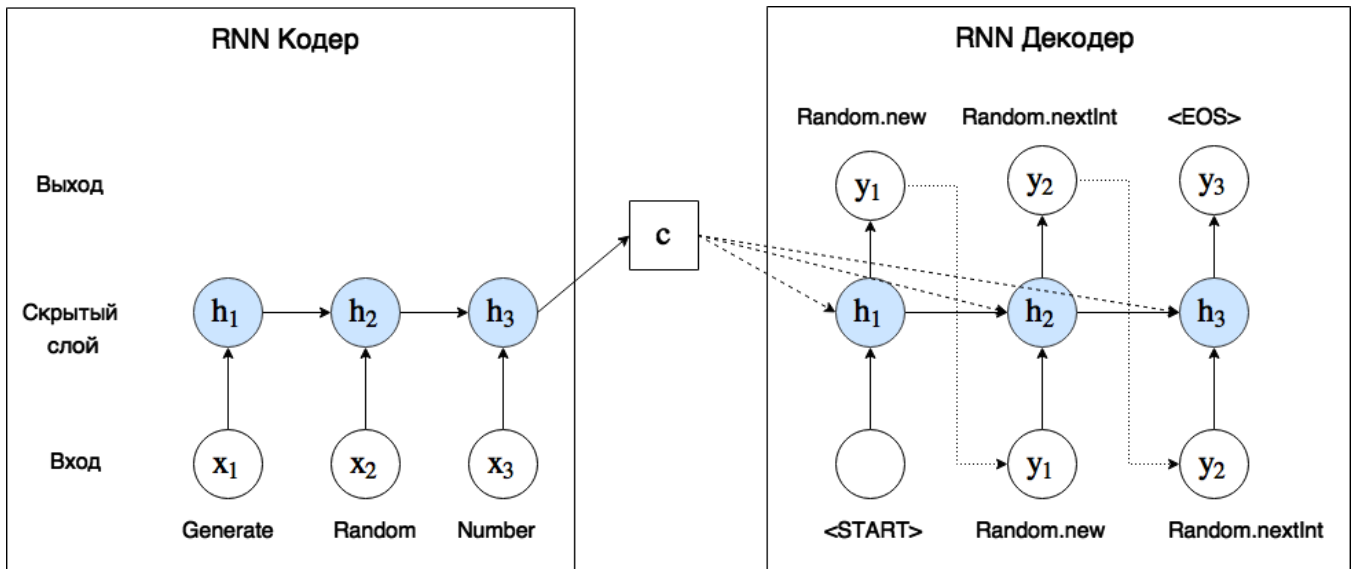 RNN Кодер
RNN Декодер
Random.new Random.nextInt <EOS>
Выход
y₁ y₂ y₃
c
Скрытый
слой
h₁ h₂ h₃ h₁ h₂ h₃
Вход
x₁ x₂ x₃ y₁ y₂
Generate Random Number <START> Random.new Random.nextInt